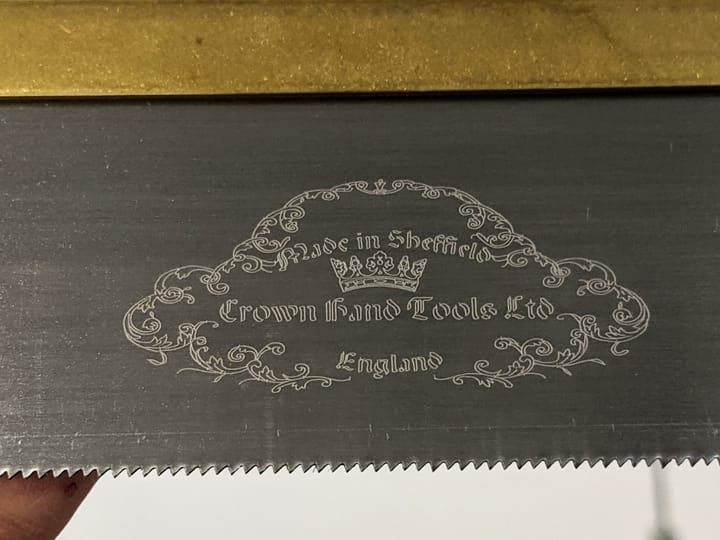 Made in Sheffield
Crown Hand Tools Ltd
England